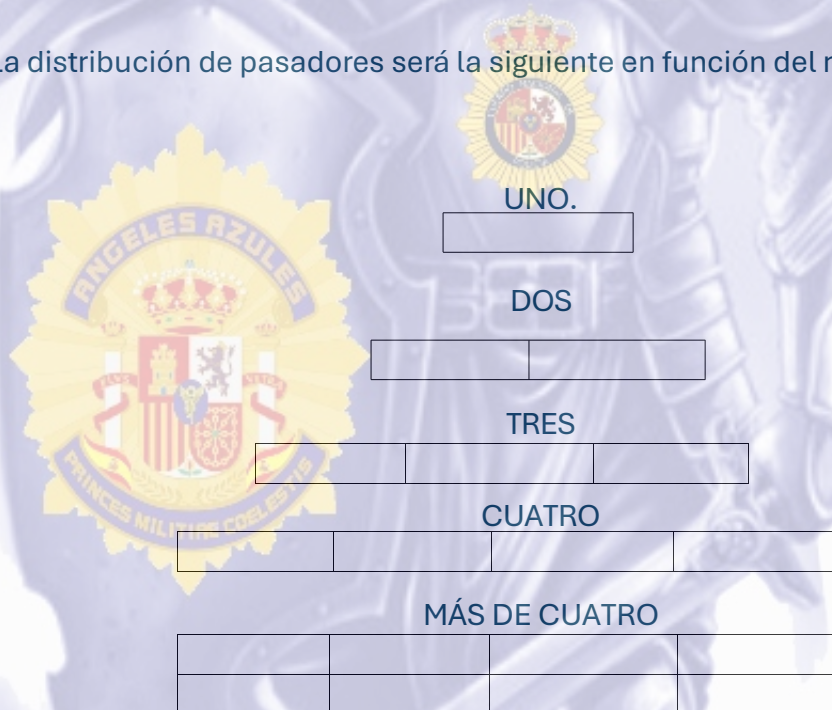 La distribución de pasadores será la siguiente en función del
UNO.
DOS
TRES
CUATRO
MÁS DE CUATRO
ANGELES AZULES
PRINCES MILITIAE COELESTIS